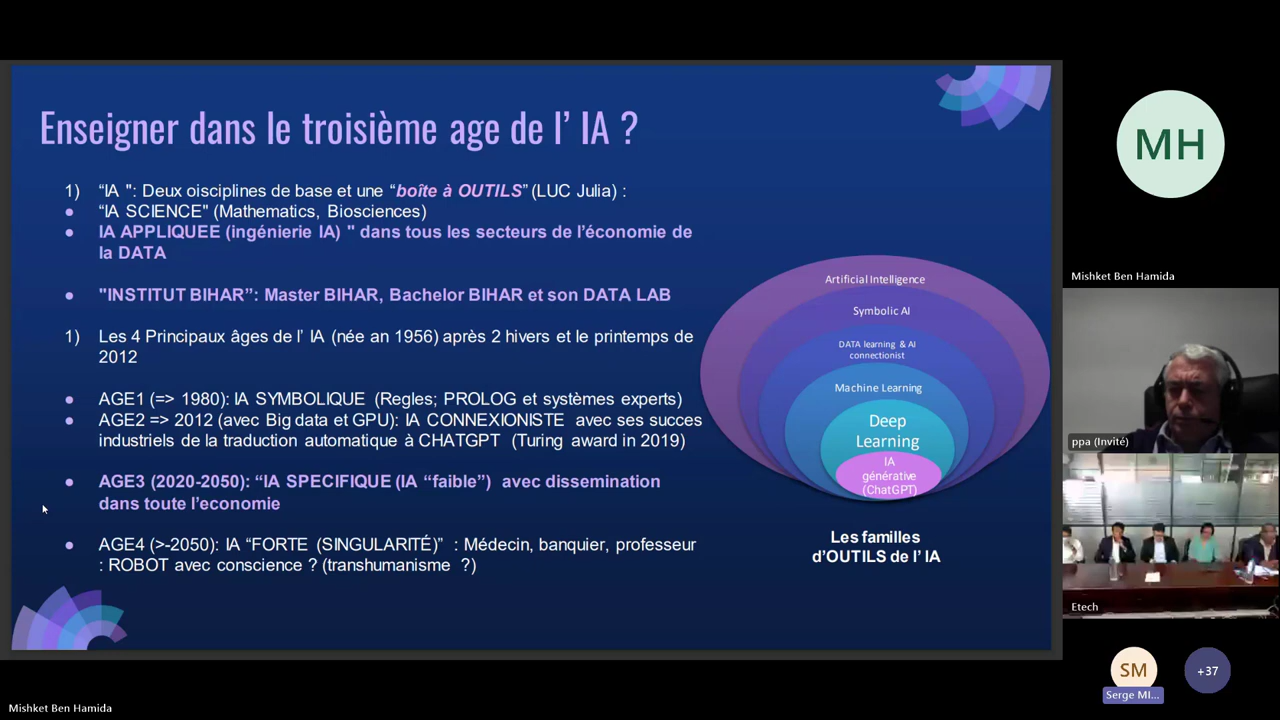 Enseigner dans le troisième age de l' IA ?
1) “IA ": Deux oisciplines de base et une “boîte à OUTILS” (LUC Julia) :
● “IA SCIENCE" (Mathematics, Biosciences)
● IA APPLIQUEE (ingénierie IA) " dans tous les secteurs de l’économie de
la DATA
● "INSTITUT BIHAR”: Master BIHAR, Bachelor BIHAR et son DATA LAB
1) Les 4 Principaux âges de l’ IA (née an 1956) après 2 hivers et le printemps de
2012
● AGE1 (=> 1980): IA SYMBOLIQUE (Regles; PROLOG et systèmes experts)
● AGE2 => 2012 (avec Big data et GPU): IA CONNEXIONISTE avec ses succes
industriels de la traduction automatique à CHATGPT (Turing award in 2019)
● AGE3 (2020-2050): “IA SPECIFIQUE (IA “faible”) avec dissemination
dans toute l’economie
● AGE4 (>-2050): IA “FORTE (SINGULARITÉ)” : Médecin, banquier, professeur
: ROBOT avec conscience ? (transhumanisme ?)
Artificial Intelligence
Symbolic AI
DATA learning & AI
connectionist
Machine Learning
Deep
Learning
IA
générative
(ChatGPT)
Les familles
d’OUTILS de l’ IA
MH
Mishket Ben Hamida
ppa (Invité)
Etech
SM
Serge MI...
+37
Mishket Ben Hamida